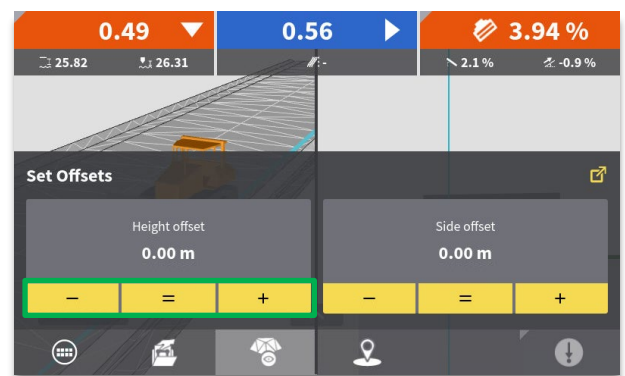 0.49 0.56 3.94 %
25.82 26.31 :- 2.1 % -0.9 %
Set Offsets
Height offset Side offset
0.00 m 0.00 m
− = + − = +